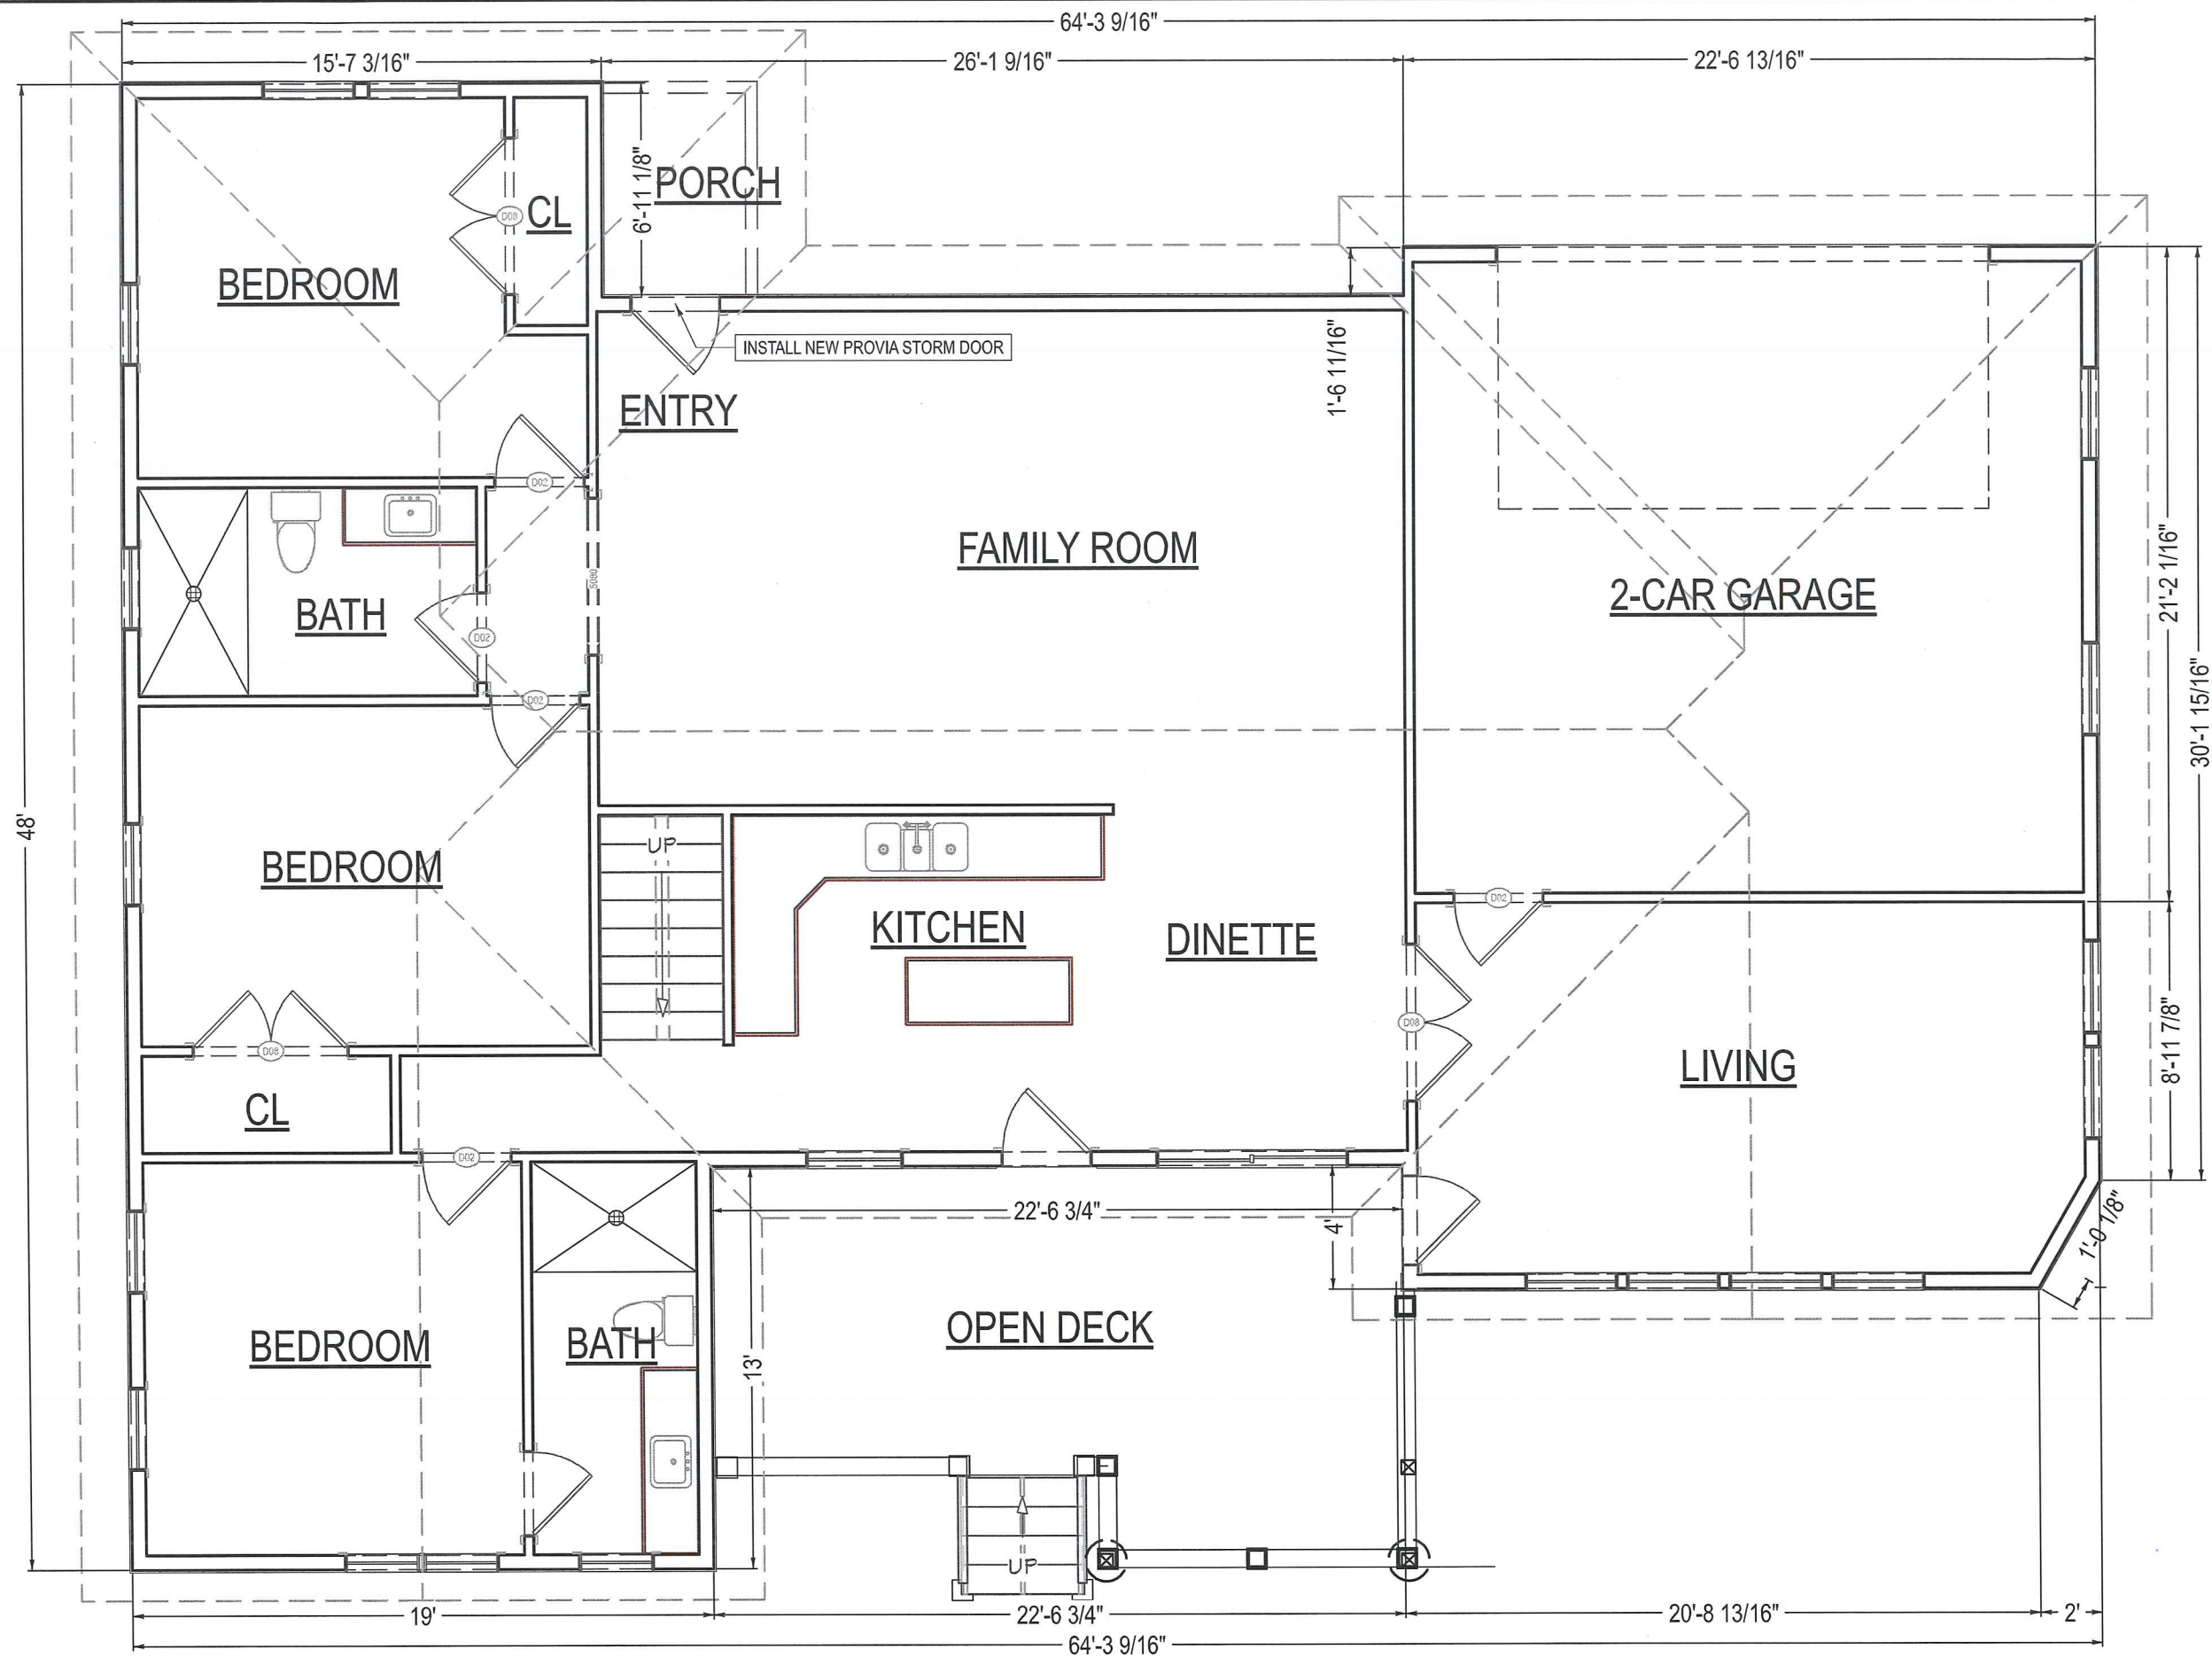 64'-3 9/16"
15'-7 3/16"
26'-1 9/16"
22'-6 13/16"
6'-11 1/8"
PORCH
D08
CL
BEDROOM
INSTALL NEW PROVIA STORM DOOR
1'-6 11/16"
ENTRY
D02
FAMILY ROOM
5080
2-CAR GARAGE
21'-2 1/16"
BATH
D02
30'-1 15/16"
D02
48'
UP
BEDROOM
KITCHEN
DINETTE
D02
D08
D08
LIVING
8'-11 7/8"
CL
D02
22'-6 3/4"
4'
1'-0 1/8"
OPEN DECK
BEDROOM
BATH
13'
UP
19'
22'-6 3/4"
20'-8 13/16"
2'
64'-3 9/16"